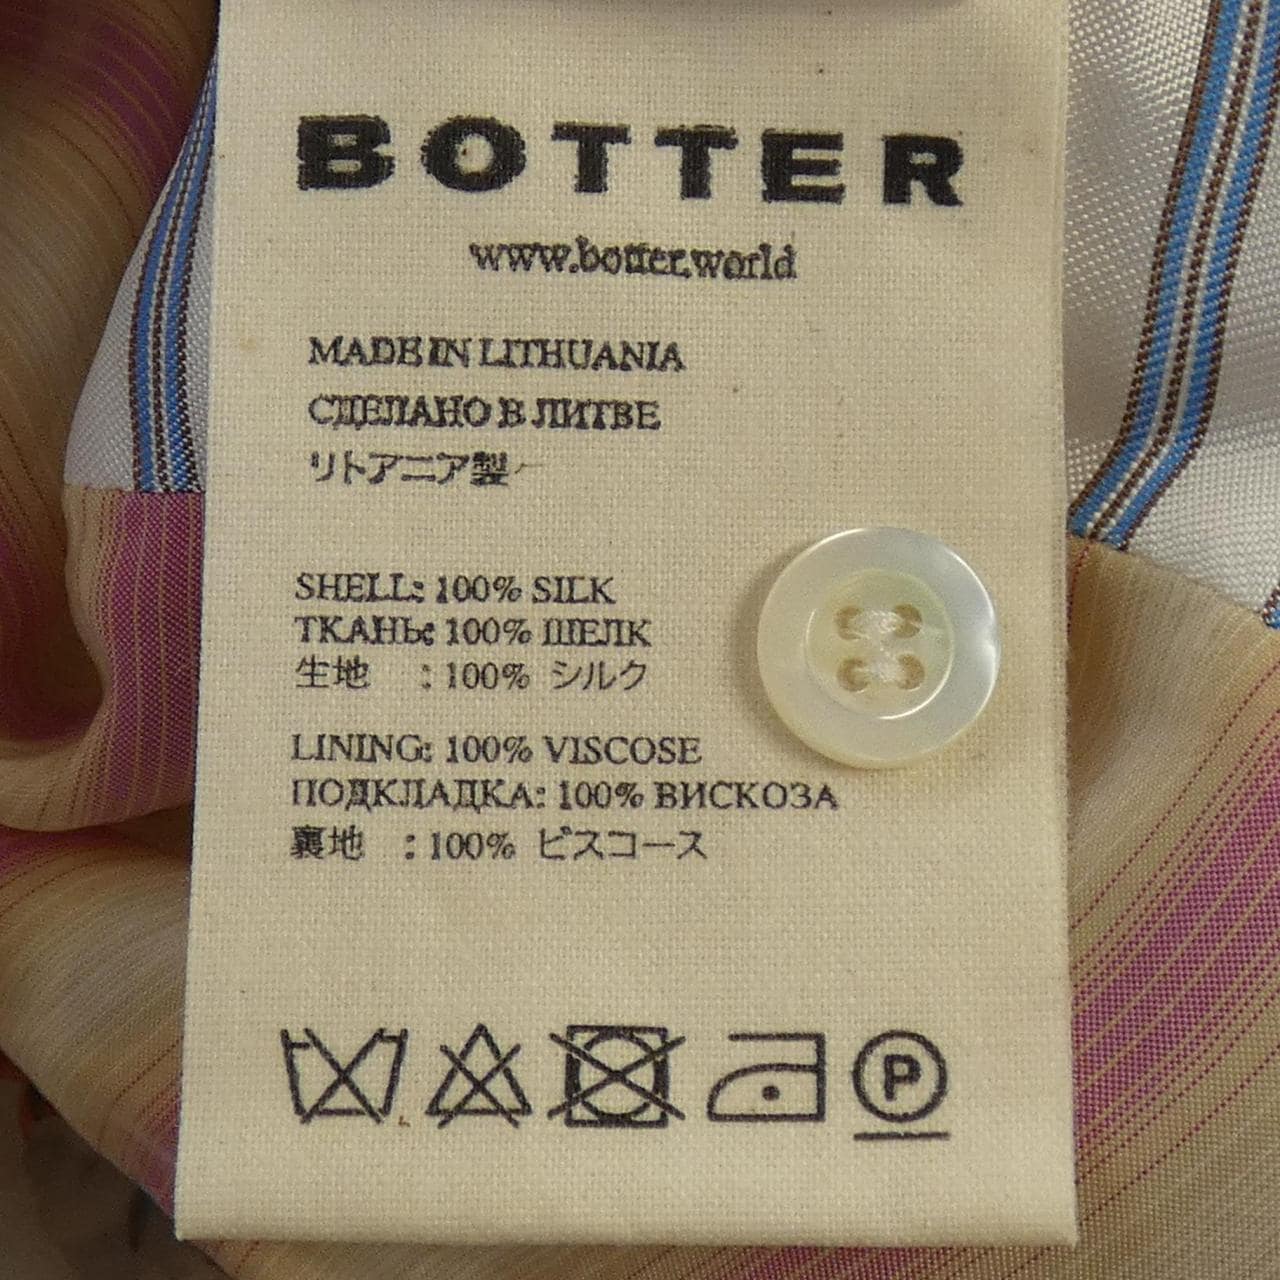 BOTTER
www.botter.world
MADE IN LITHUANIA
СДЕЛАНО В ЛИТВЕ
リトアニア製
SHELL: 100% SILK
ТКАНЬ: 100% ШЕЛК
生地 : 100% シルク
LINING: 100% VISCOSE
ПОДКЛАДКА: 100% ВИСКОЗА
裏地 : 100% ビスコース
P